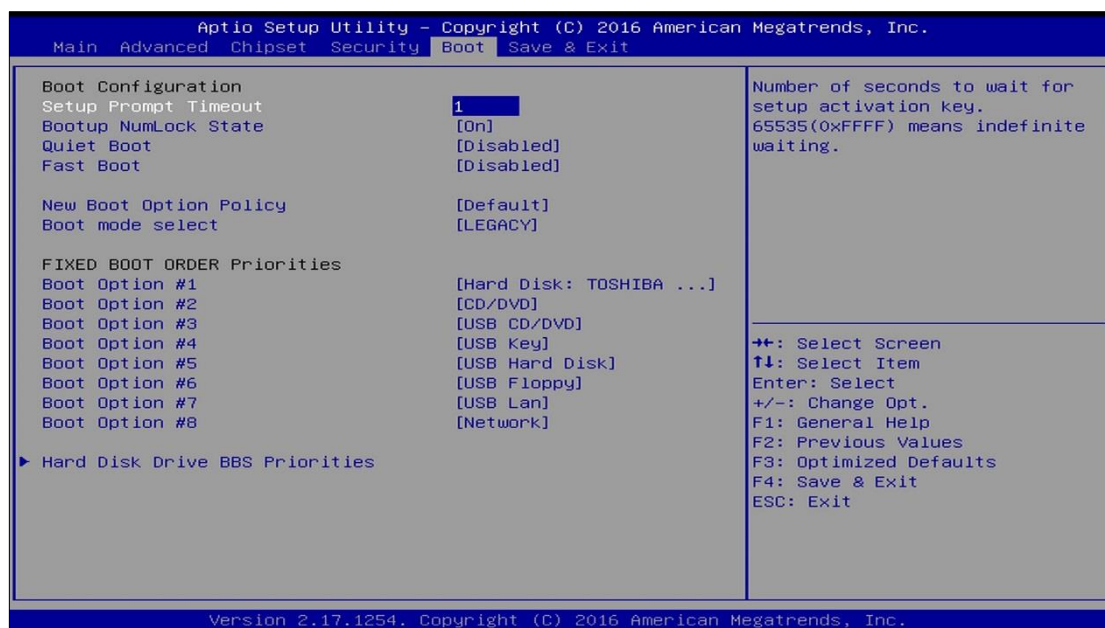 Aptio Setup Utility – Copyright (C) 2016 American Megatrends, Inc.
Main Advanced Chipset Security Boot Save & Exit
Boot Configuration
Setup Prompt Timeout 1
Bootup NumLock State [On]
Quiet Boot [Disabled]
Fast Boot [Disabled]
New Boot Option Policy [Default]
Boot mode select [LEGACY]
FIXED BOOT ORDER Priorities
Boot Option #1 [Hard Disk: TOSHIBA ...]
Boot Option #2 [CD/DVD]
Boot Option #3 [USB CD/DVD]
Boot Option #4 [USB Key]
Boot Option #5 [USB Hard Disk]
Boot Option #6 [USB Floppy]
Boot Option #7 [USB Lan]
Boot Option #8 [Network]
▶ Hard Disk Drive BBS Priorities
Number of seconds to wait for
setup activation key.
65535(0xFFFF) means indefinite
waiting.
→←: Select Screen
↑↓: Select Item
Enter: Select
+/-: Change Opt.
F1: General Help
F2: Previous Values
F3: Optimized Defaults
F4: Save & Exit
ESC: Exit
Version 2.17.1254. Copyright (C) 2016 American Megatrends, Inc.